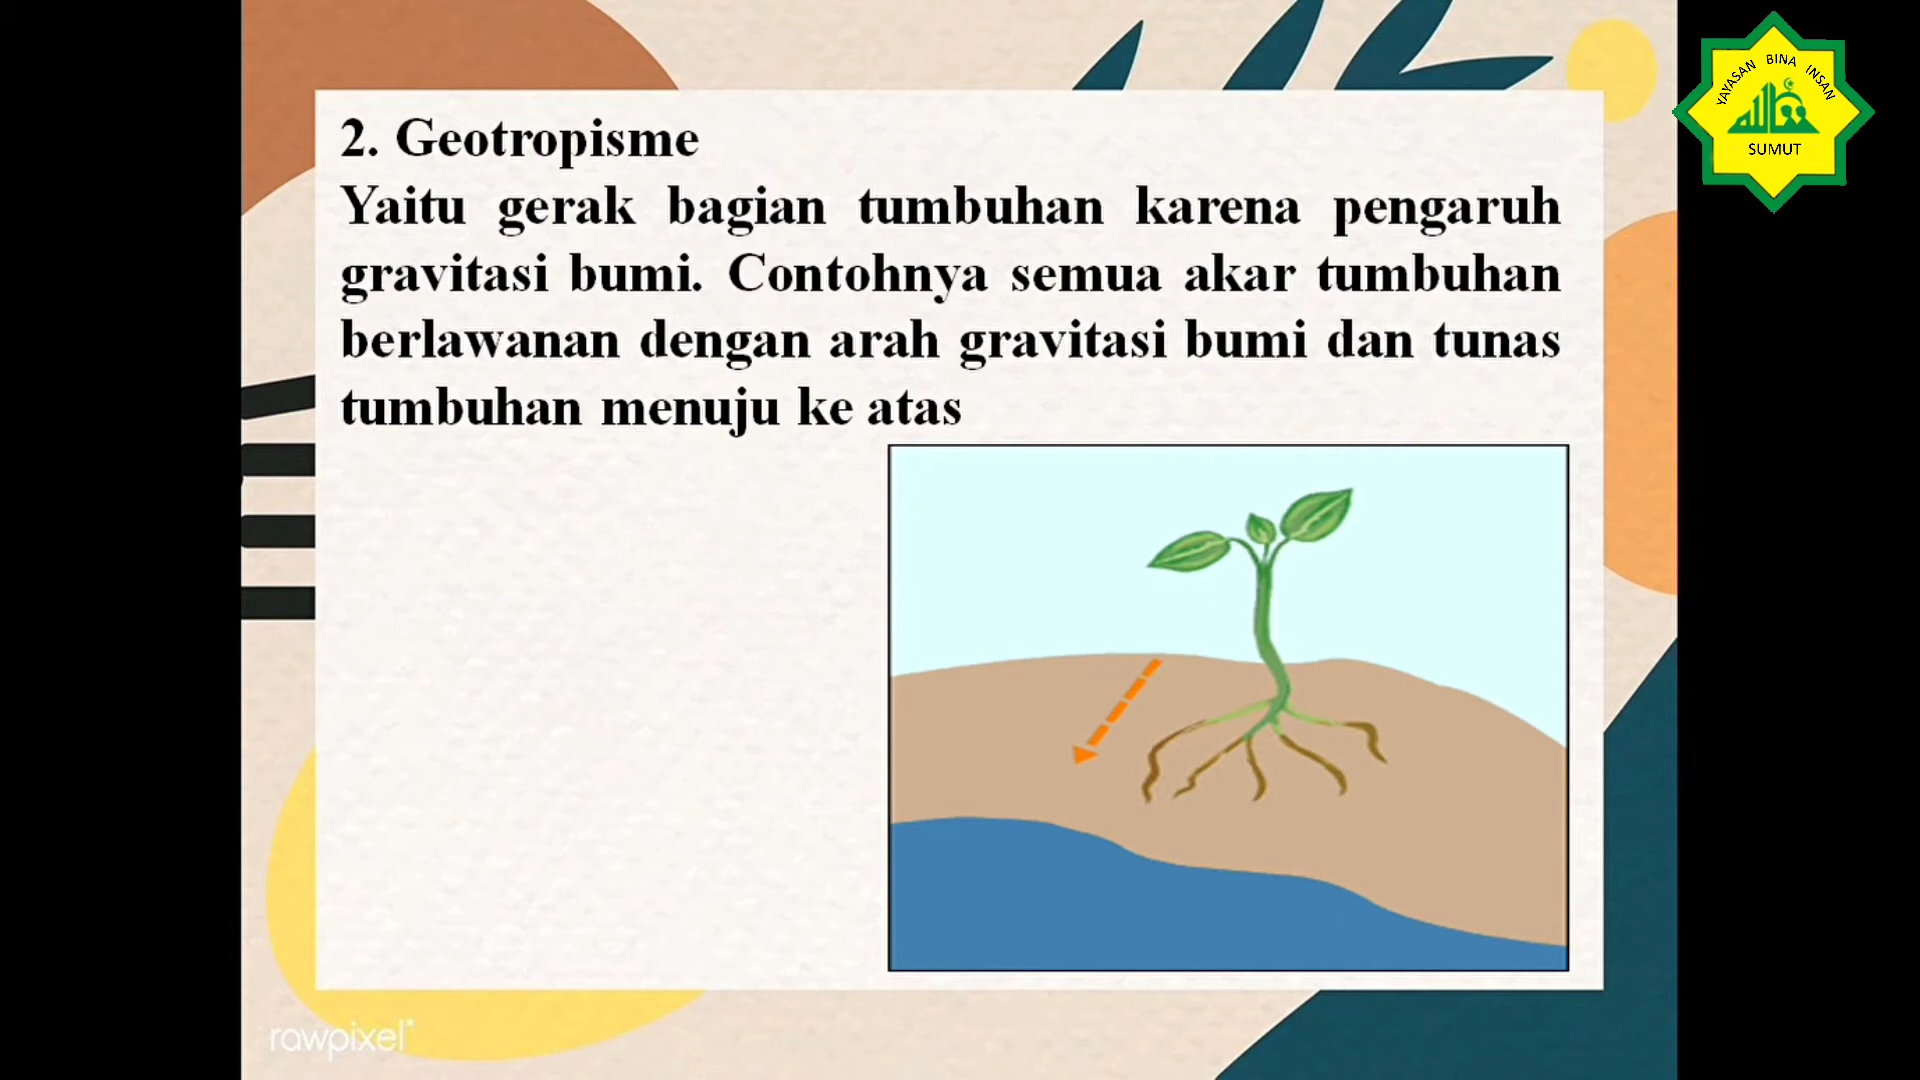 2. Geotropisme
Yaitu gerak bagian tumbuhan karena pengaruh
gravitasi bumi. Contohnya semua akar tumbuhan
berlawanan dengan arah gravitasi bumi dan tunas
tumbuhan menuju ke atas
YAYASAN BINA INSAN
SUMUT
rawpixel